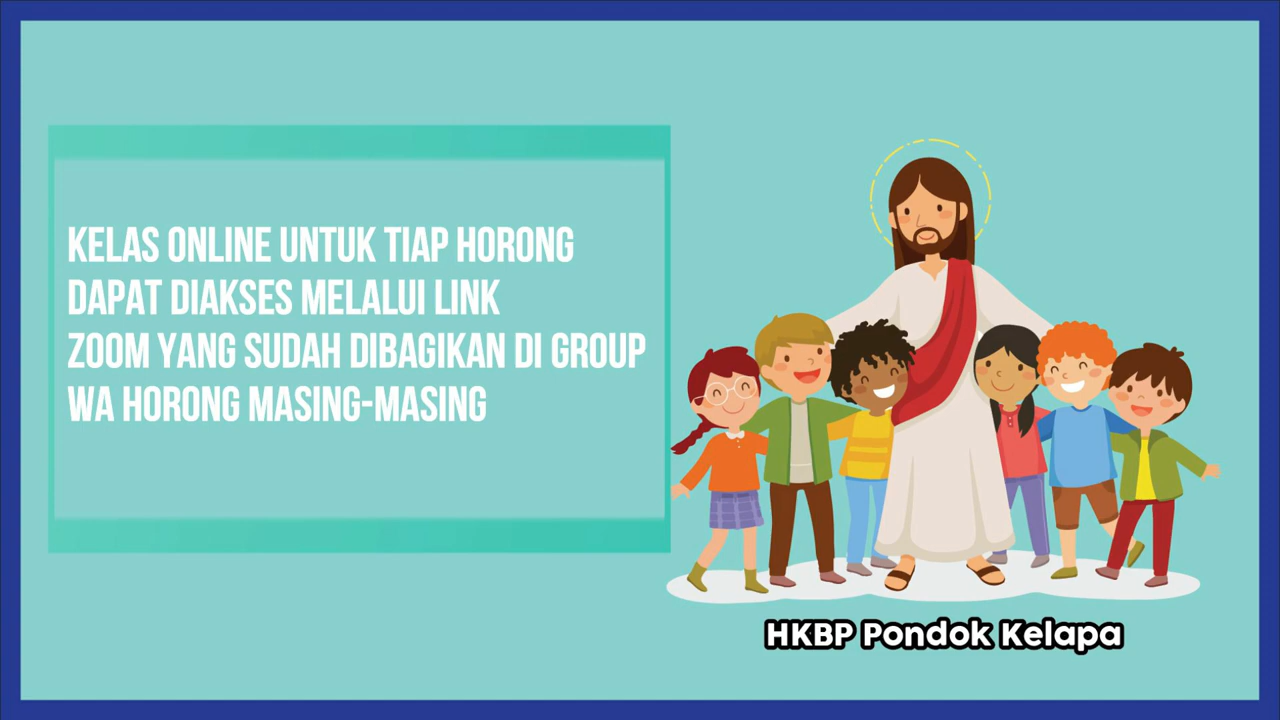 KELAS ONLINE UNTUK TIAP HORONG
DAPAT DIAKSES MELALUI LINK
ZOOM YANG SUDAH DIBAGIKAN DI GROUP
WA HORONG MASING-MASING
HKBP Pondok Kelapa